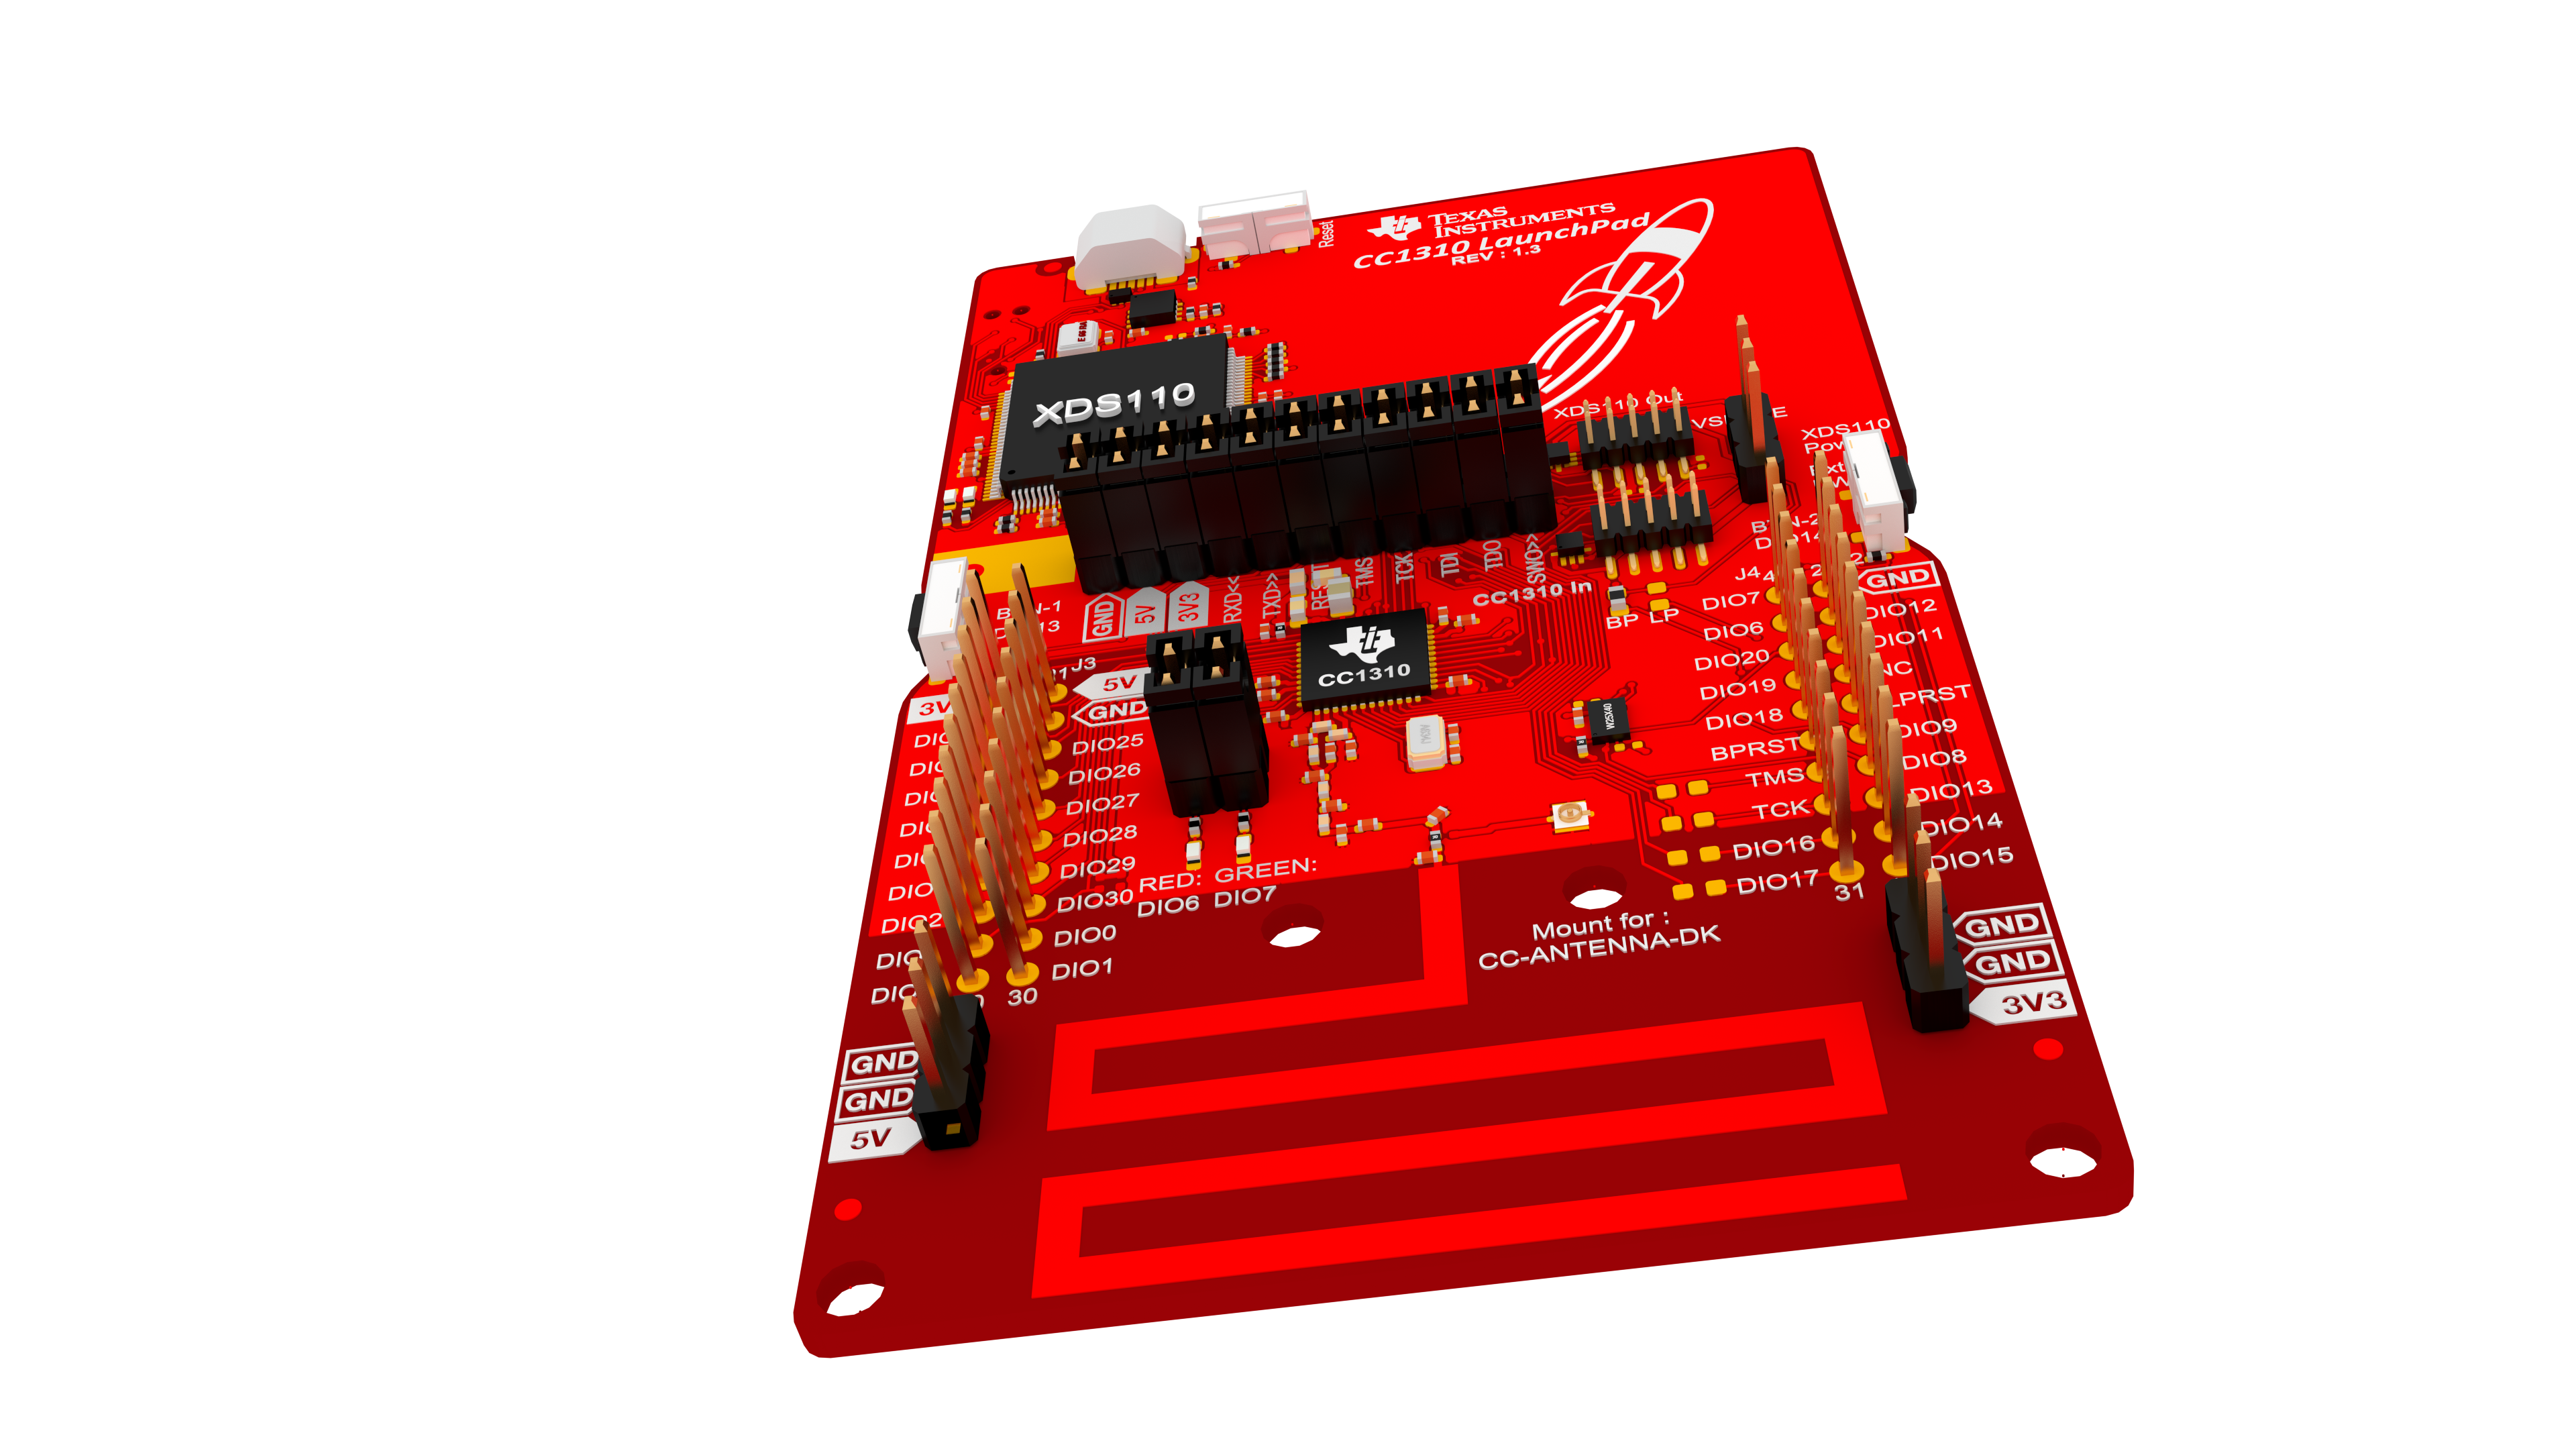 Reset
TEXAS
INSTRUMENTS
CC1310 LaunchPad
REV : 1.3
XDS110
XDS110 Out
XDS110
GND
5V
3V3
RXD<<
TXD>>
TMS
TCK
TDI
TDO
SWO>>
CC1310 In
BP LP
J3
5V
GND
DIO25
DIO26
DIO27
DIO28
DIO29
DIO30
DIO0
DIO1
30
CC1310
W25X40
RED: GREEN:
DIO6 DIO7
J4
DIO7
DIO6
DIO20
DIO19
DIO18
BPRST
TMS
TCK
DIO16
DIO17
31
GND
DIO12
DIO11
NC
LPRST
DIO9
DIO8
DIO13
DIO14
DIO15
Mount for :
CC-ANTENNA-DK
GND
GND
3V3
GND
GND
5V